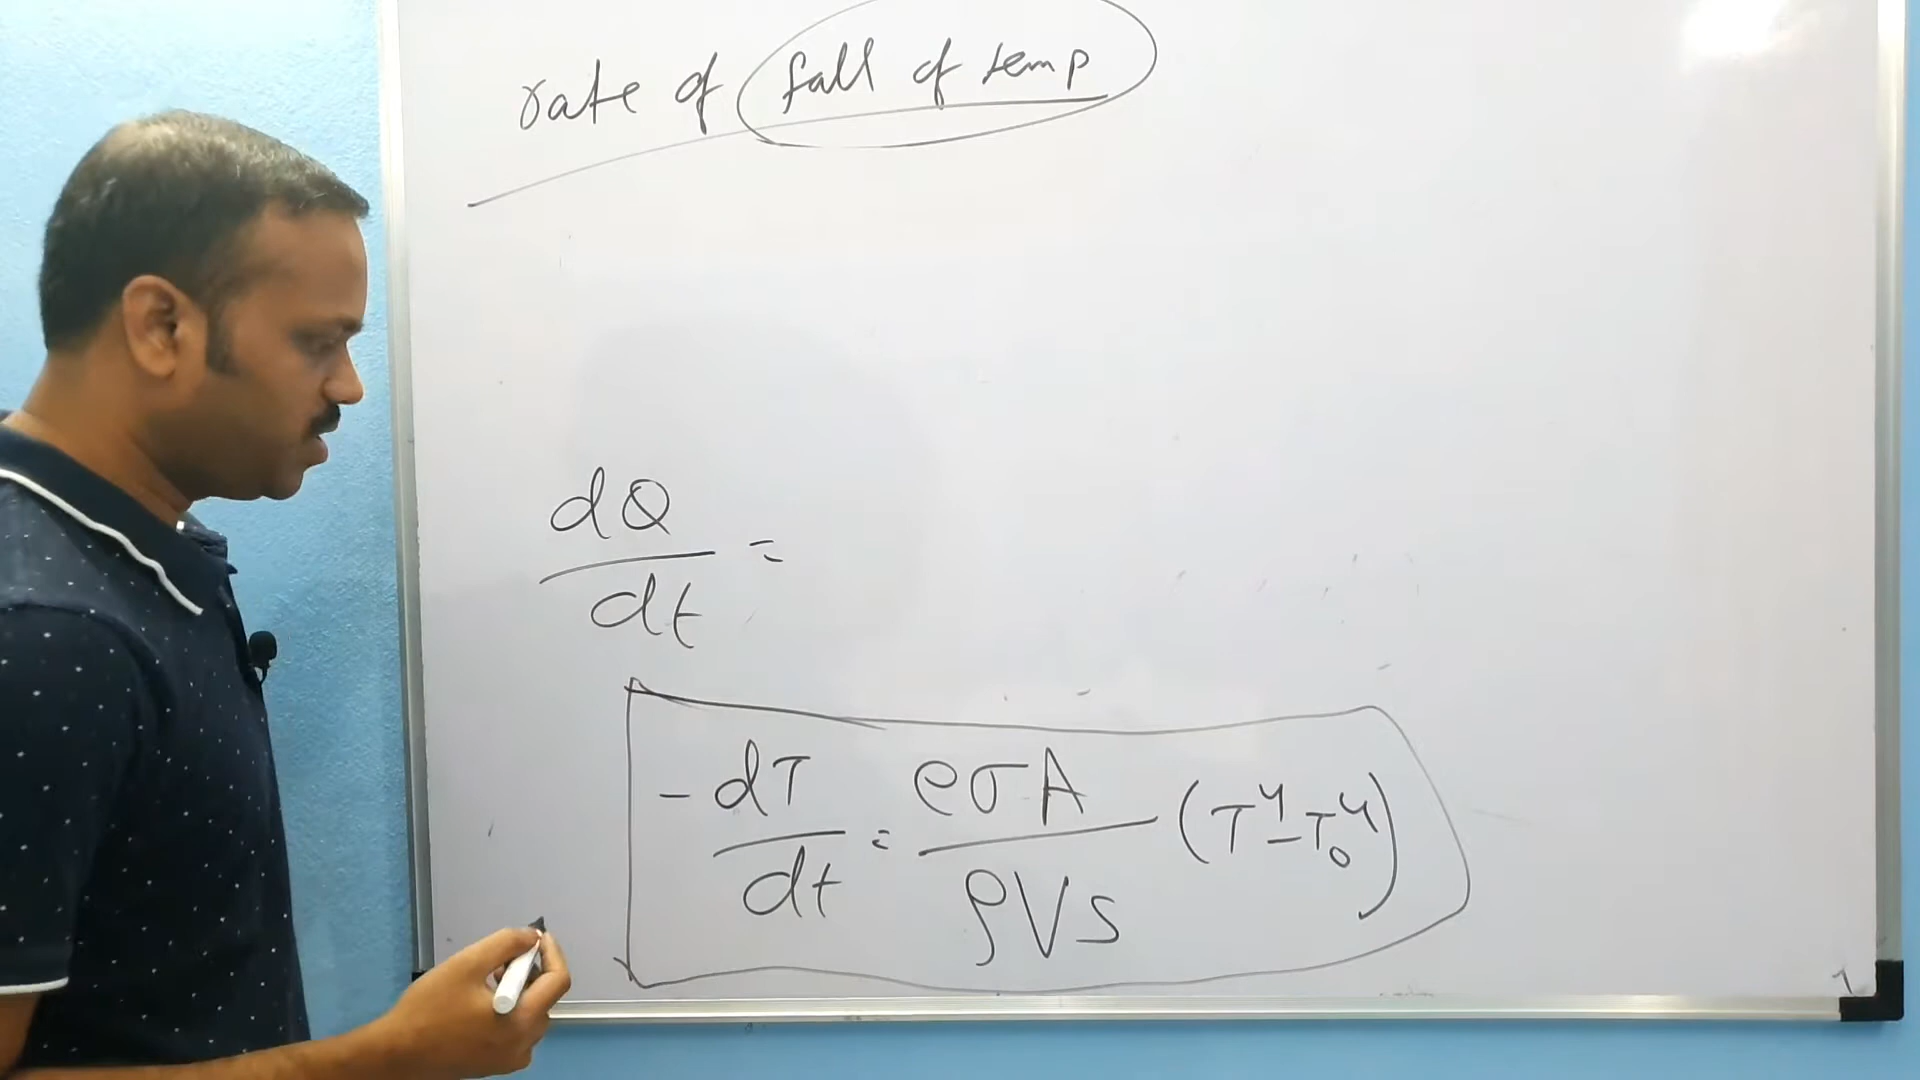 rate of fall of temp
dQ/dt =
-dT/dt = eσA/ρVs (T⁴-T₀⁴)